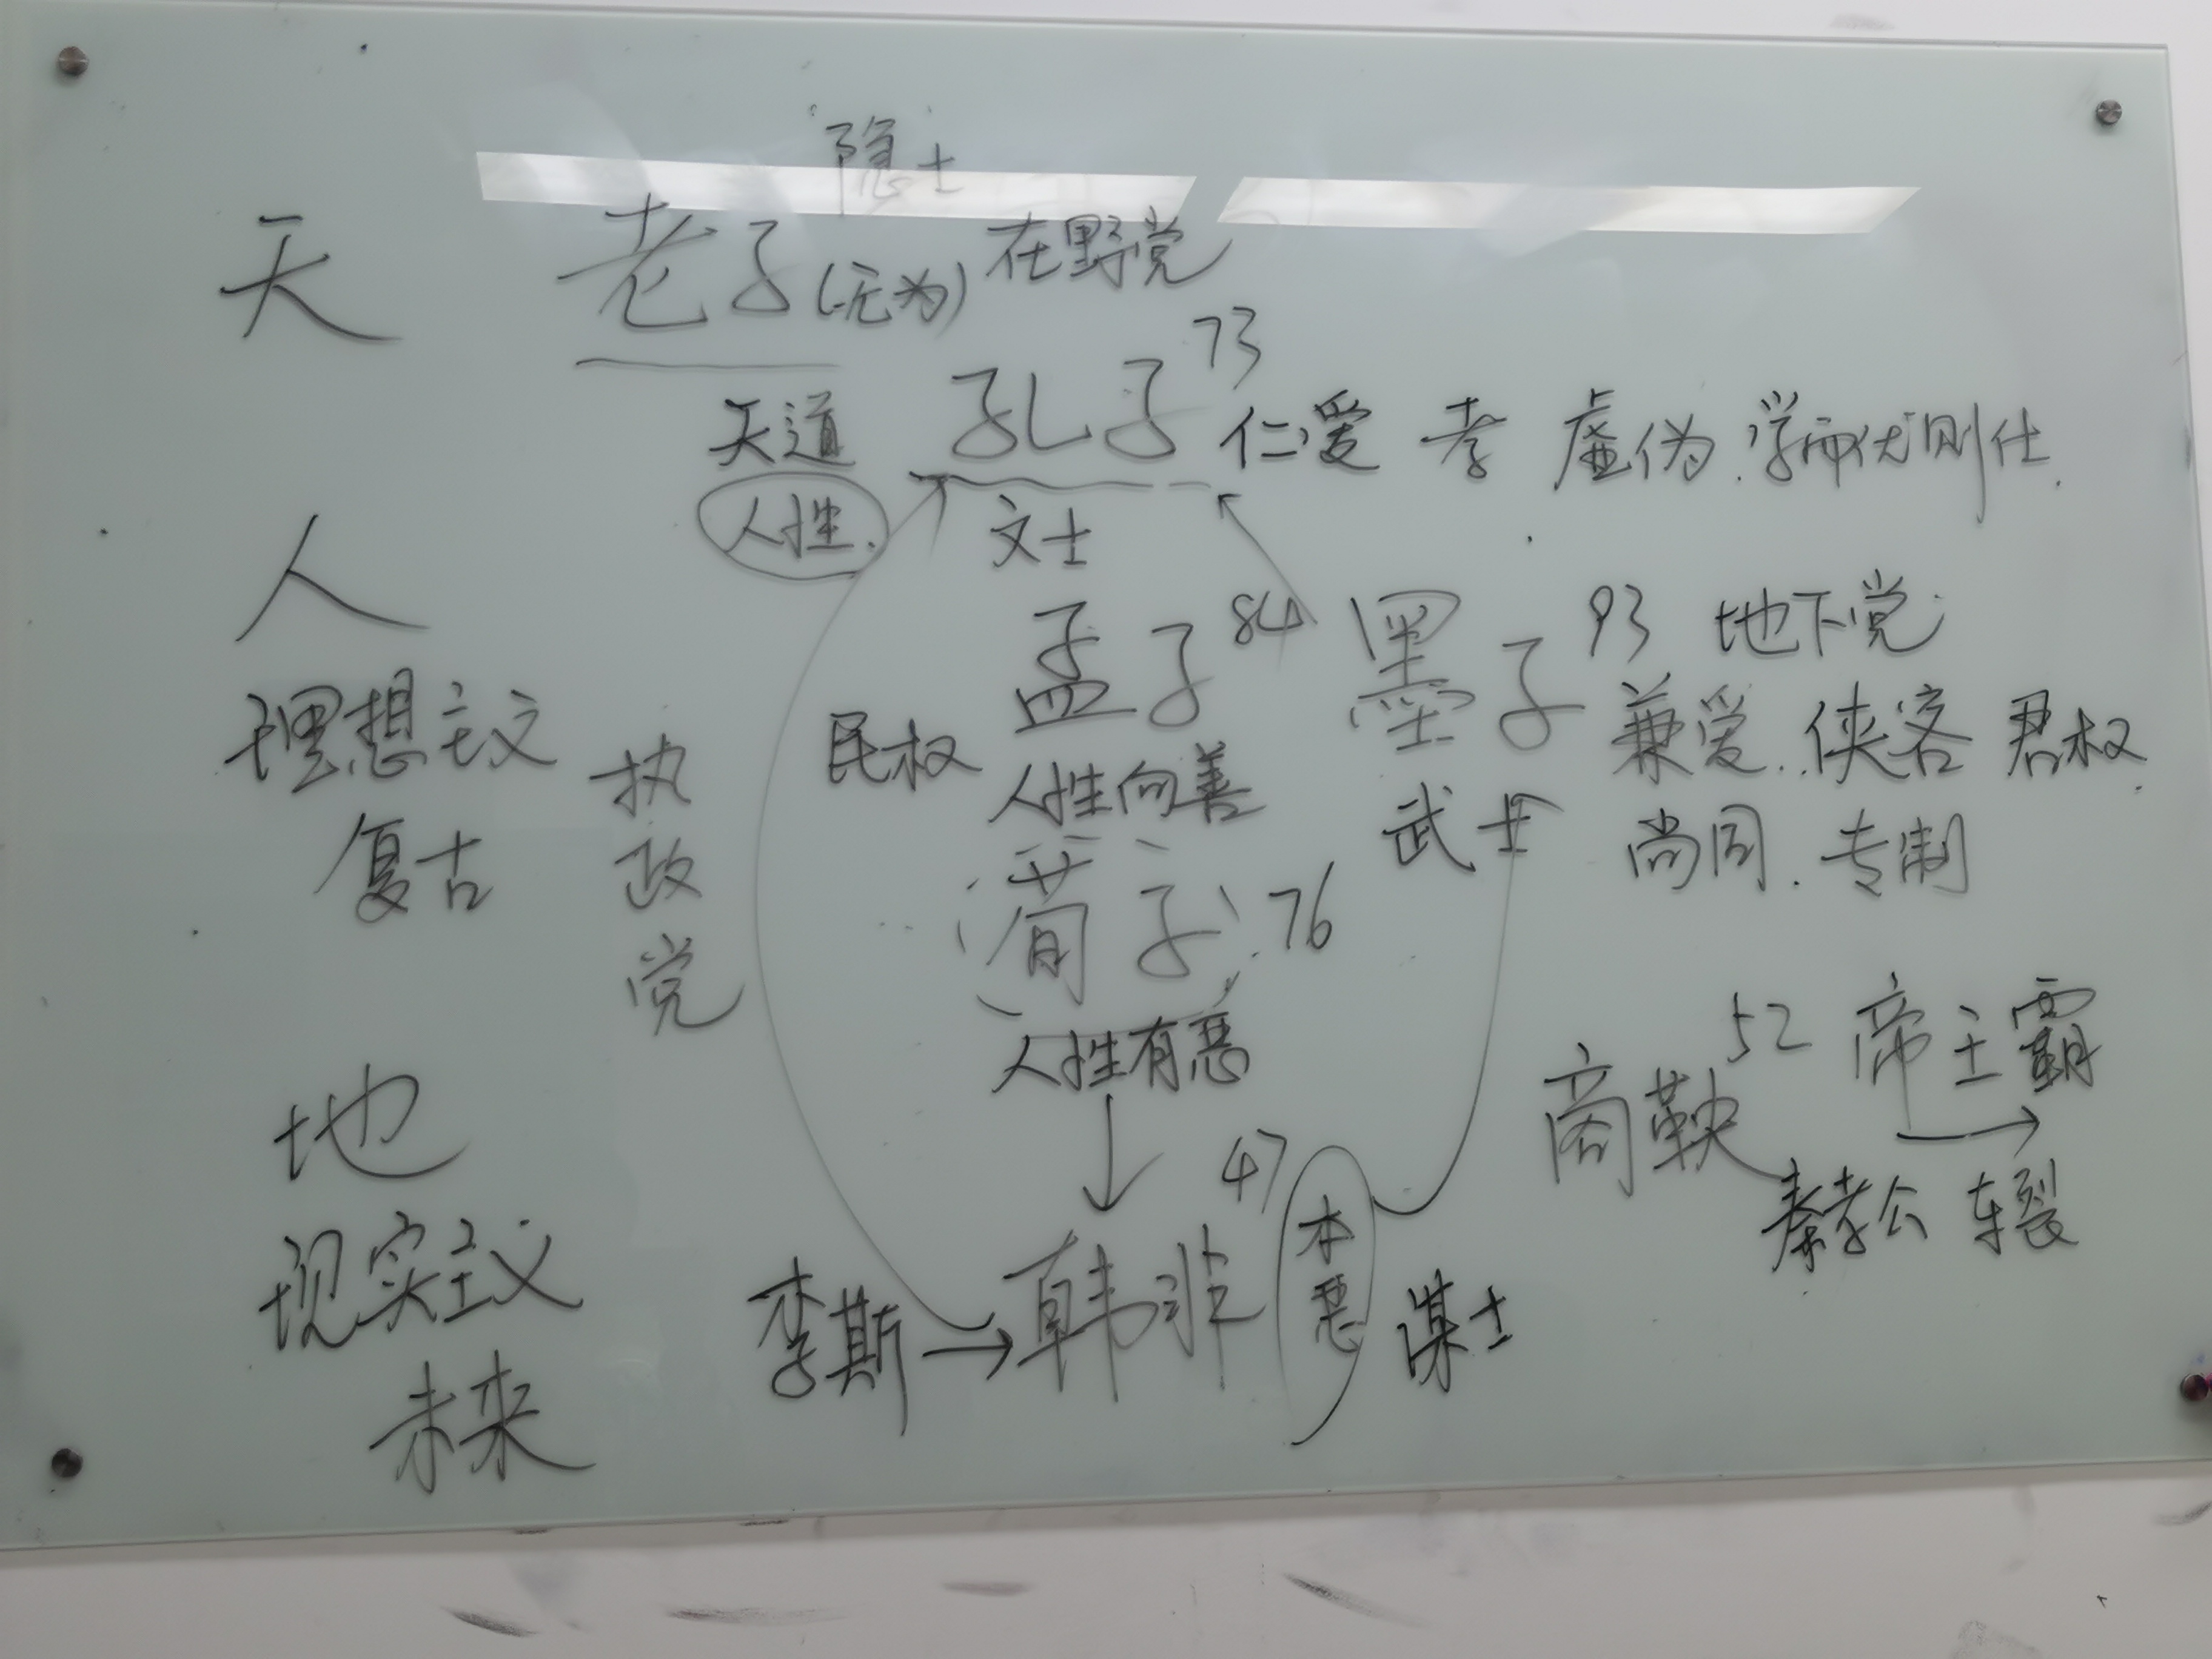 隐士
天 老子(无为) 在野党
天道 孔子 73 仁爱 孝 虚伪.学而优则仕.
人性. 文士
人 孟子 84 墨子 93 地下党
理想主义 民权 人性向善 武士 兼爱.侠客 君权
复古 尚同.专制
执政党
荀子 76
人性有恶
地 商鞅 52 帝王霸
秦孝公 车裂
现实主义 李斯 → 韩非 47 本恶 谋士
未来